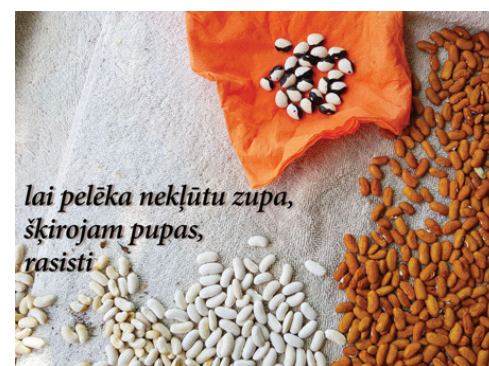 lai pelēka nekļūtu zupa,
šķirojam pupas,
rasisti